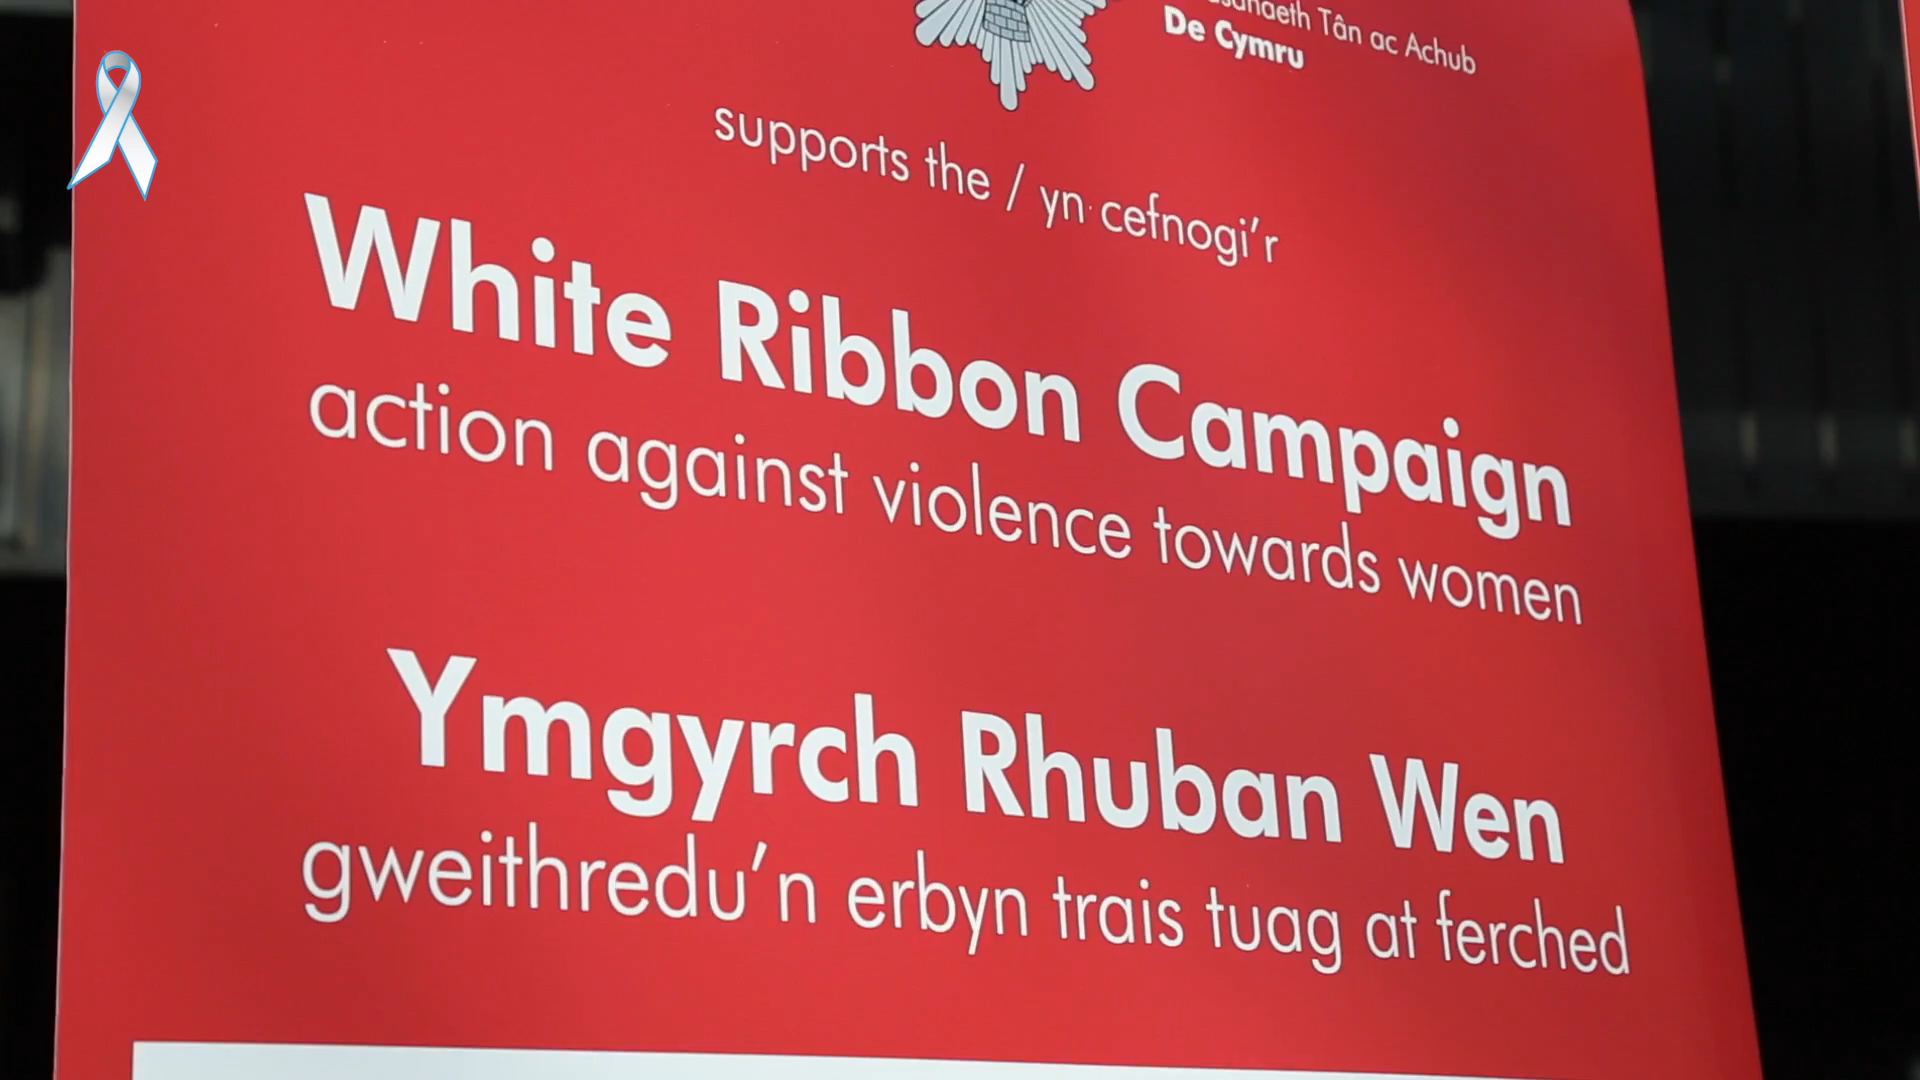 Tân ac Achub
De Cymru
supports the / yn cefnogi'r
White Ribbon Campaign
action against violence towards women
Ymgyrch Rhuban Wen
gweithredu'n erbyn trais tuag at ferched